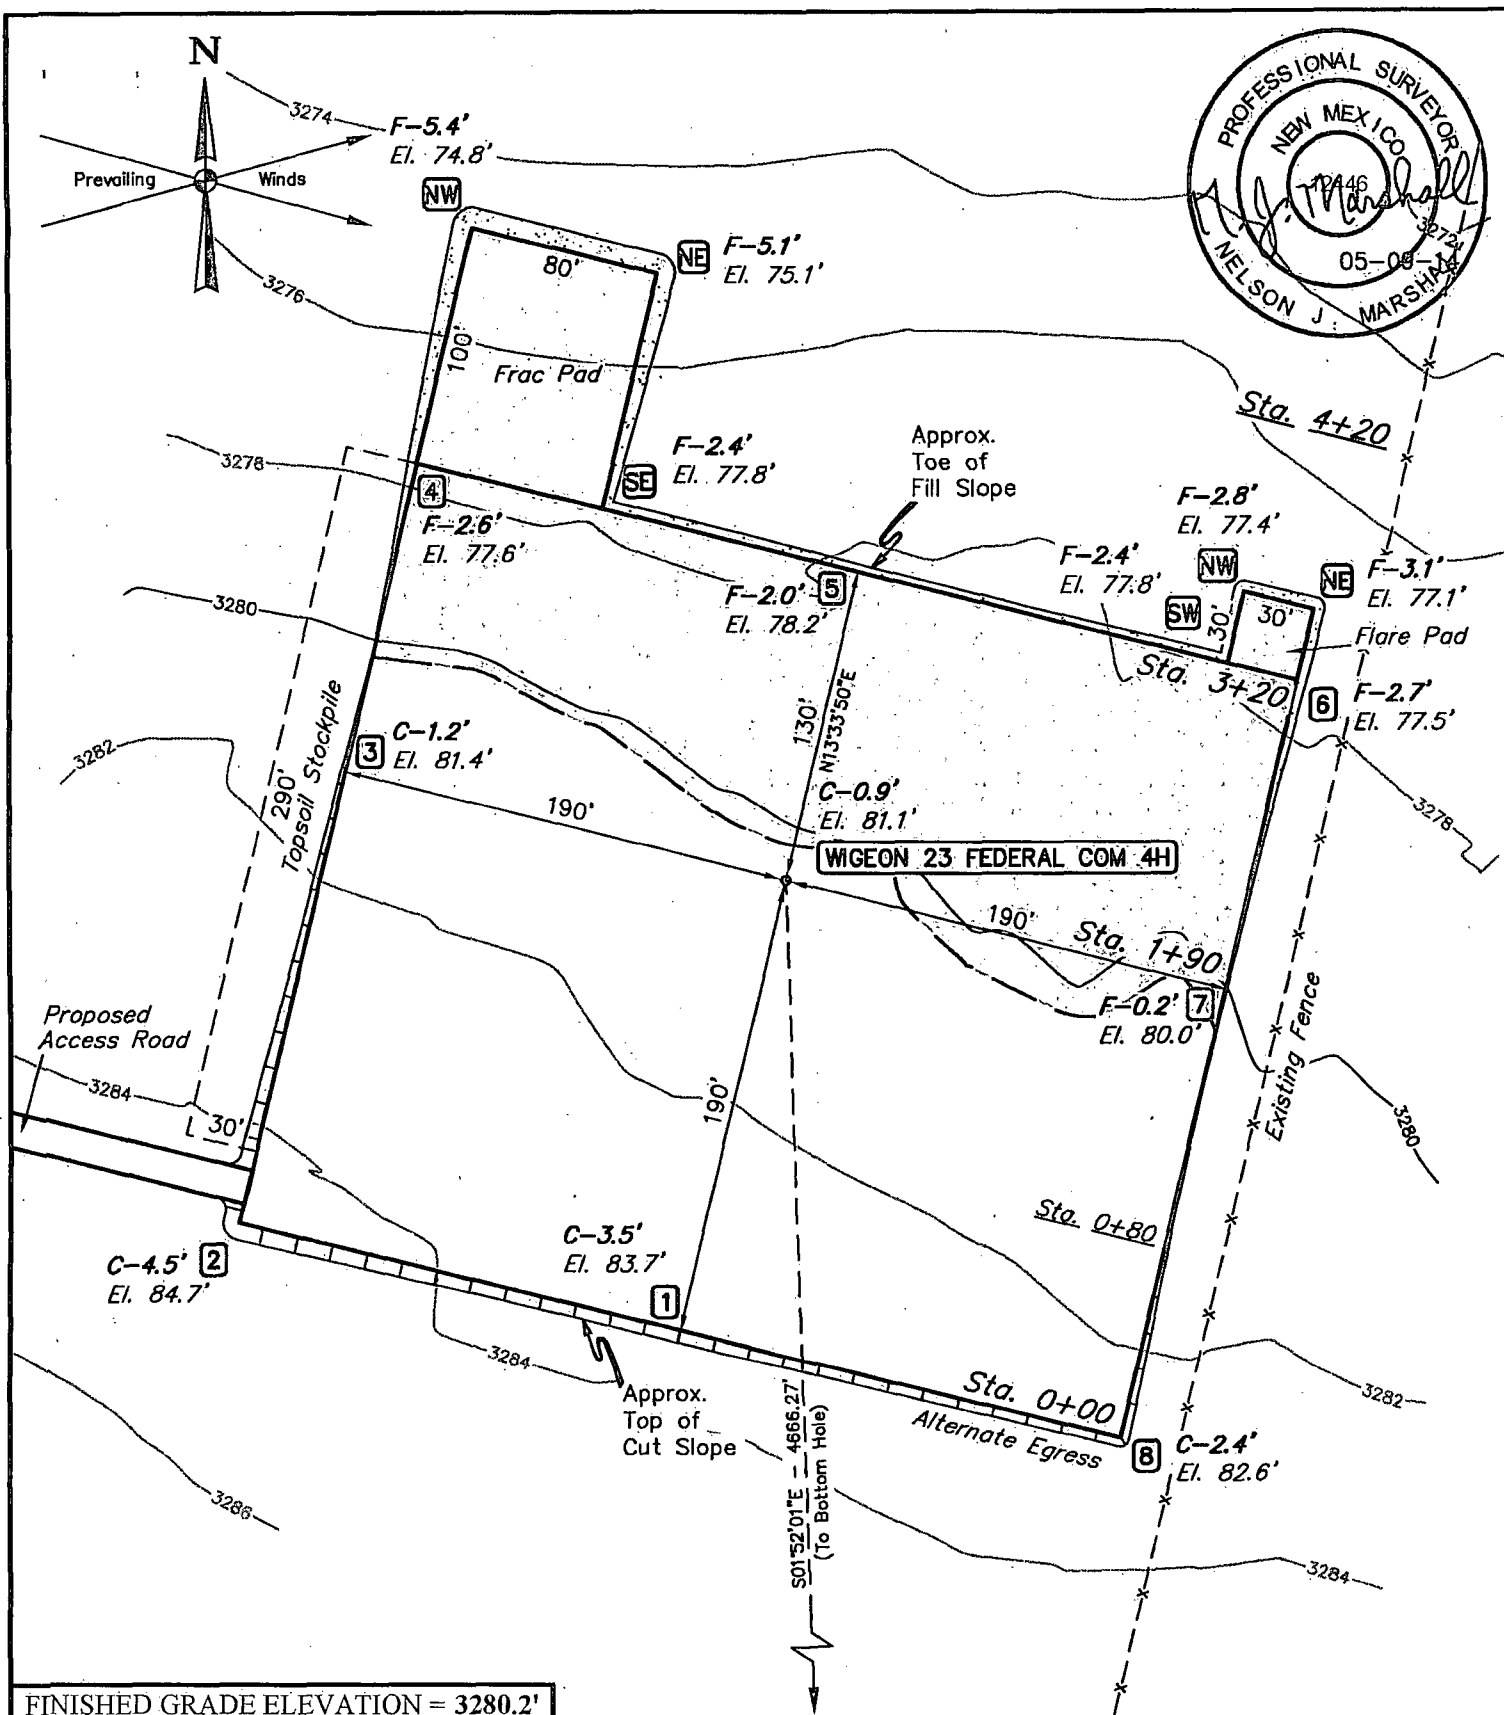 N
Prevailing Winds
3274
F-5.4'
El. 74.8'
NW
PROFESSIONAL SURVEYOR
NEW MEXICO
12446
N. J. Marshall
05-09-14
NELSON J. MARSHALL
3272
80'
NE
F-5.1'
El. 75.1'
3276
100'
Frac Pad
Sta. 4+20
3278
4
F-2.6'
El. 77.6'
SE
F-2.4'
El. 77.8'
Approx.
Toe of
Fill Slope
F-2.8'
El. 77.4'
NW
F-2.4'
El. 77.8'
SW
30'
30'
NE
F-3.1'
El. 77.1'
Flare Pad
F-2.0'
El. 78.2'
5
Sta. 3+20
6
F-2.7'
El. 77.5'
3280
130'
N13°33'50"E
3282
3
C-1.2'
El. 81.4'
290'
Topsoil Stockpile
190'
C-0.9'
El. 81.1'
WIGEON 23 FEDERAL COM 4H
3278
190'
Sta. 1+90
F-0.2'
El. 80.0'
7
Existing Fence
Proposed
Access Road
3284
30'
190'
3280
Sta. 0+80
C-4.5'
El. 84.7'
2
C-3.5'
El. 83.7'
1
3284
Approx.
Top of
Cut Slope
Sta. 0+00
Alternate Egress
3282
8
C-2.4'
El. 82.6'
S01°52'01"E - 4666.27'
(To Bottom Hole)
3286
3284
FINISHED GRADE ELEVATION = 3280.2'